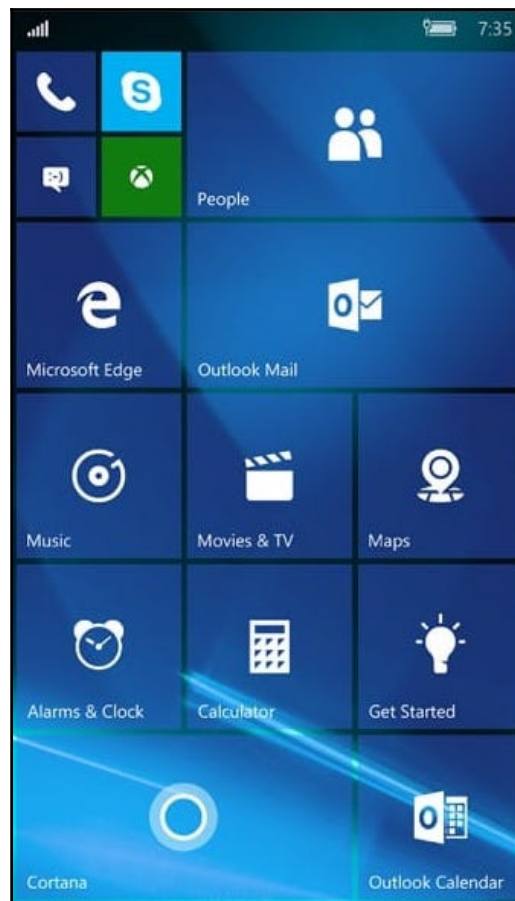 7:35
S
:-)
People
Microsoft Edge
Outlook Mail
Music
Movies & TV
Maps
Alarms & Clock
Calculator
Get Started
Cortana
Outlook Calendar